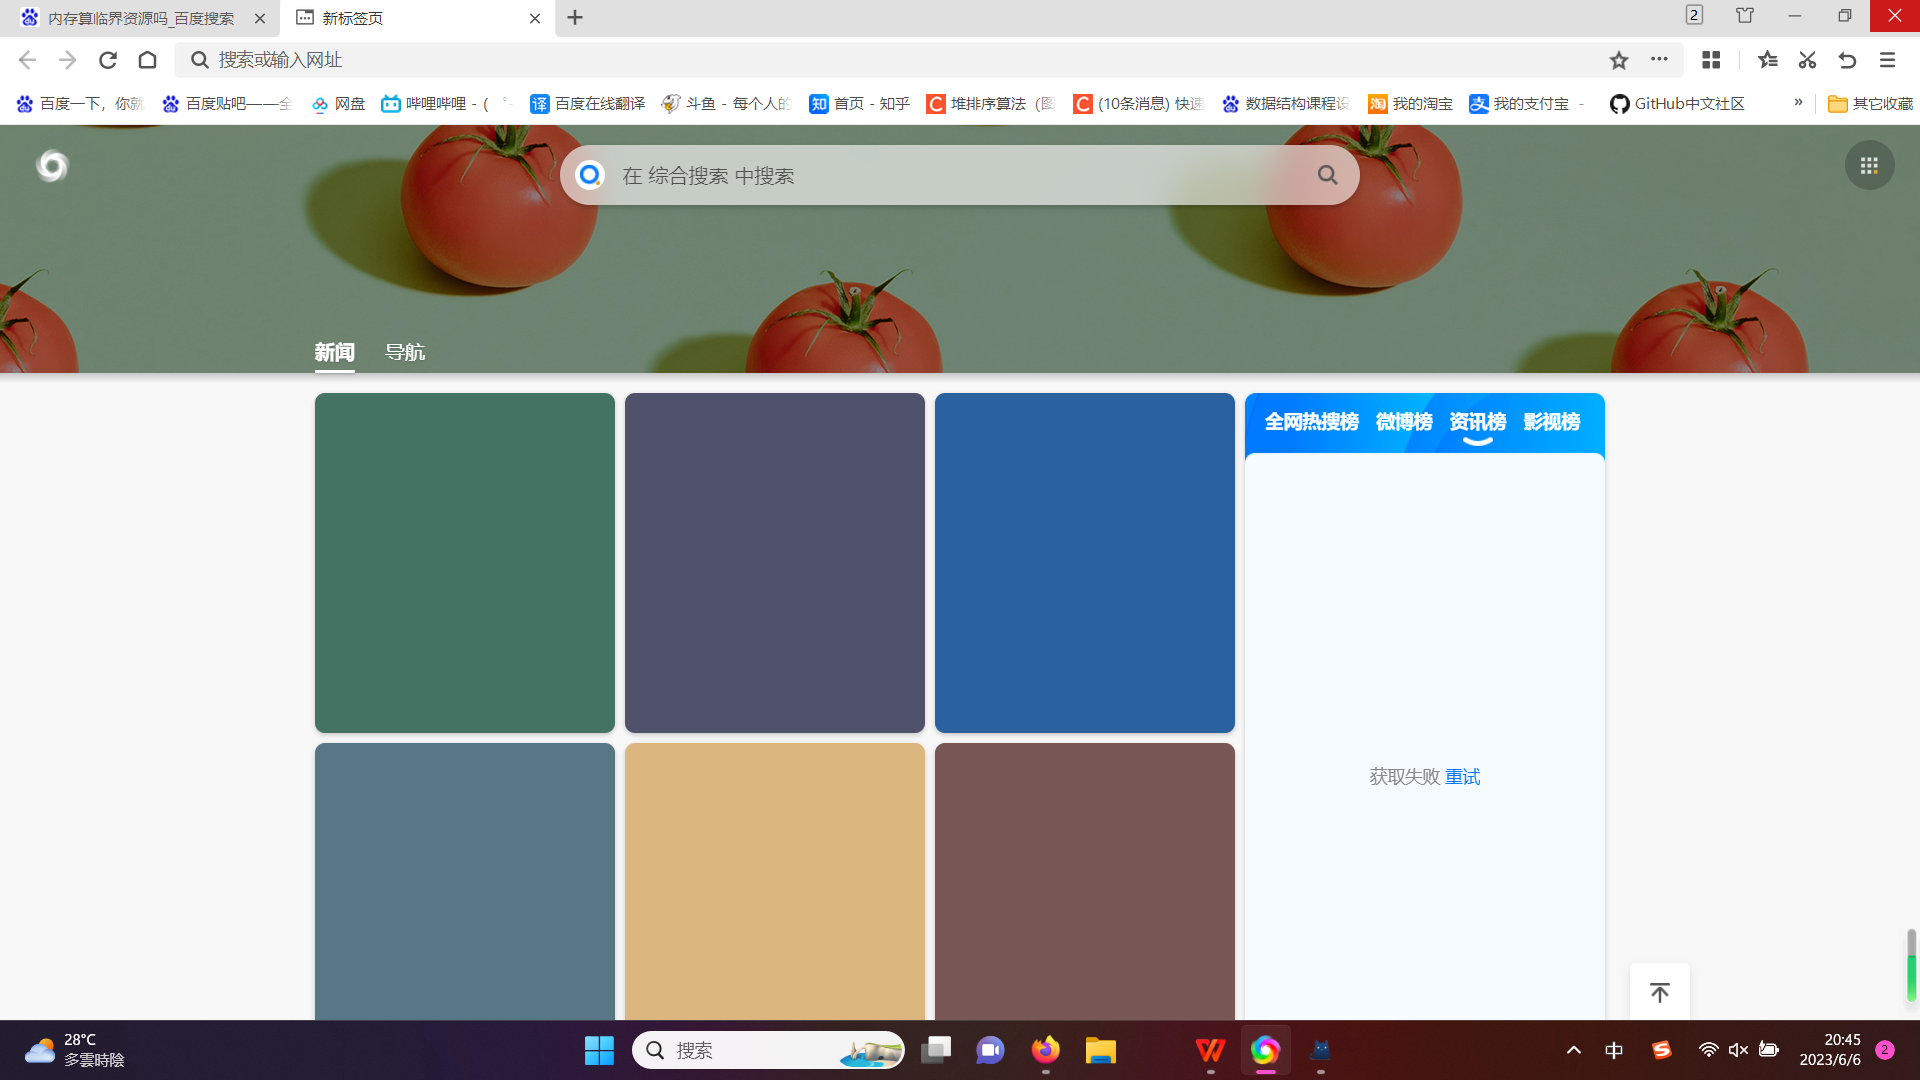 内存算临界资源吗_百度搜索
新标签页
2
搜索或输入网址
百度一下，你就
百度贴吧——全
网盘
哔哩哔哩 - (
译 百度在线翻译
斗鱼 - 每个人的
知 首页 - 知乎
C 堆排序算法（图
C (10条消息) 快速
数据结构课程设
淘 我的淘宝
支 我的支付宝 -
GitHub中文社区
»
其它收藏
在 综合搜索 中搜索
新闻 导航
全网热搜榜 微博榜 资讯榜 影视榜
获取失败 重试
28°C
多雲時陰
搜索
中
20:45
2023/6/6
2